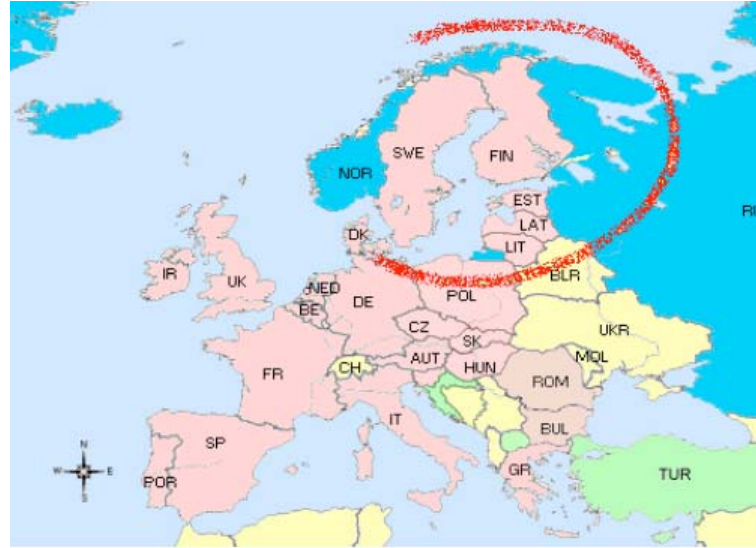 SWE
FIN
NOR
EST
LAT
DK
LIT
IR
UK
NED
DE
POL
BLR
BE
CZ
UKR
SK
AUT
MOL
CH
HUN
FR
ROM
IT
BUL
SP
GR
TUR
POR
N
W
E
S